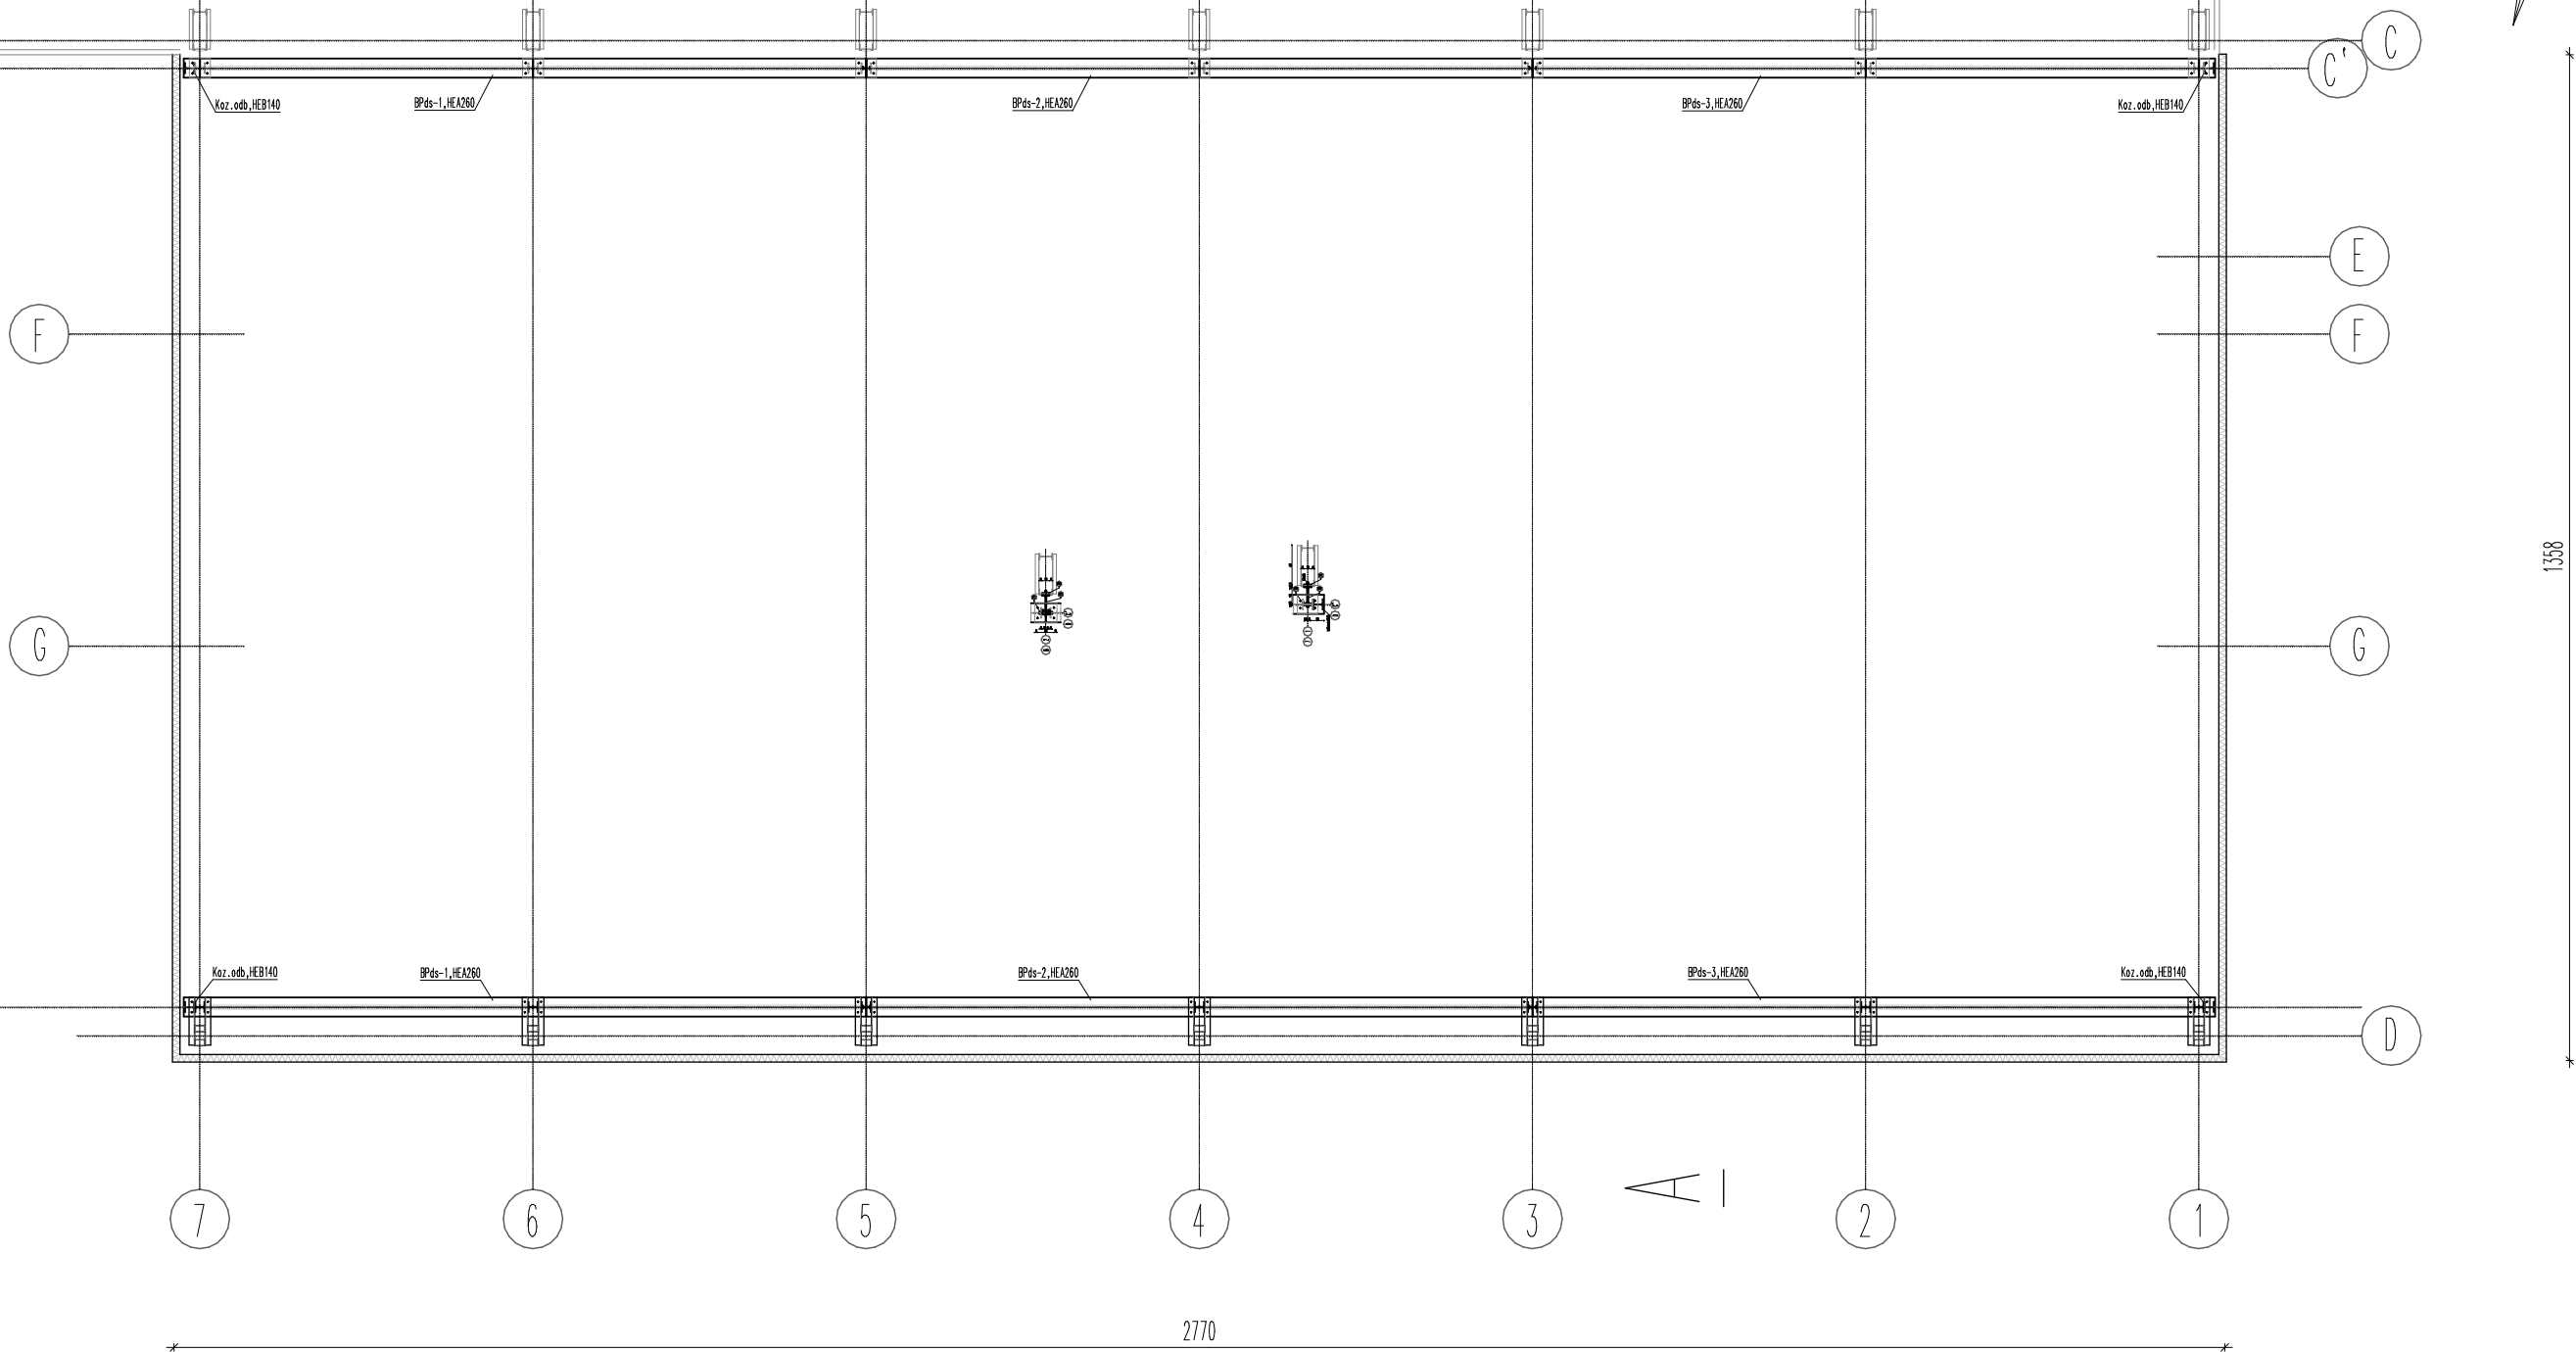 C
C'
Koz.odb,HEB140
BPds-1,HEA260
BPds-2,HEA260
BPds-3,HEA260
Koz.odb,HEB140
E
F
F
1358
G
G
Koz.odb,HEB140
BPds-1,HEA260
BPds-2,HEA260
BPds-3,HEA260
Koz.odb,HEB140
D
A
7
6
5
4
3
2
1
2770